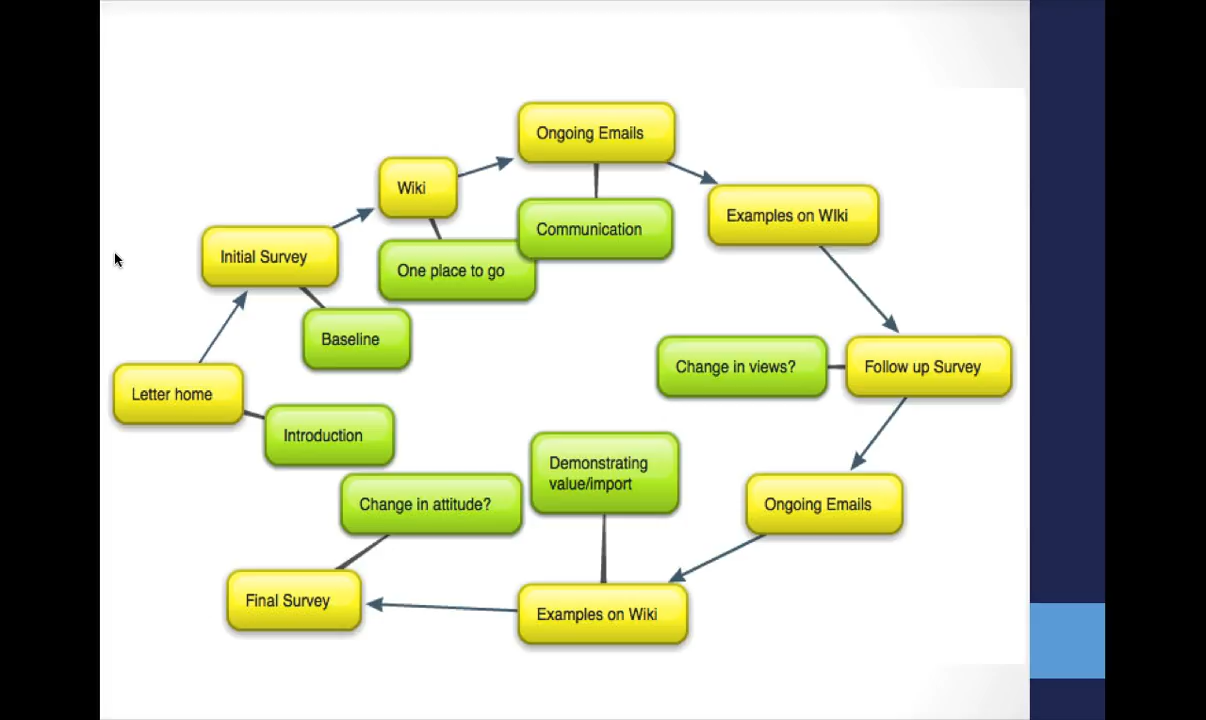 Ongoing Emails
Wiki
Examples on WIki
Communication
Initial Survey
One place to go
Baseline
Change in views?
Follow up Survey
Letter home
Introduction
Demonstrating
value/import
Change in attitude?
Ongoing Emails
Final Survey
Examples on Wiki